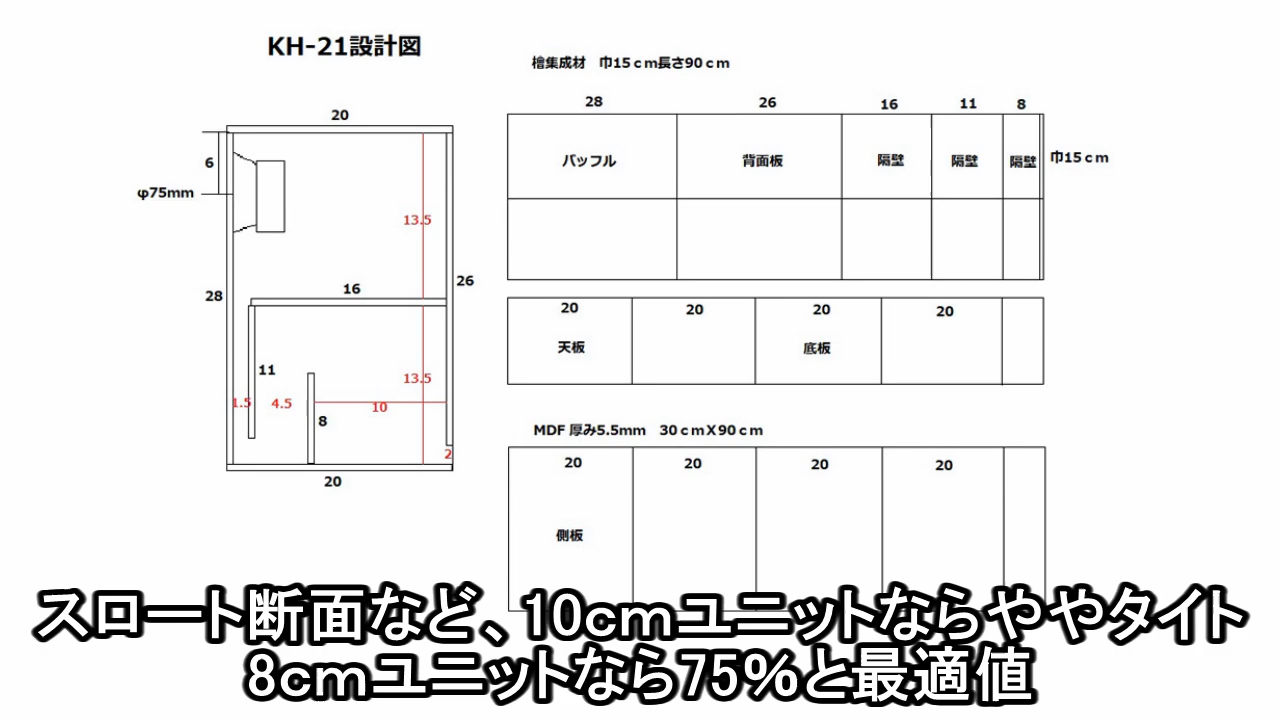 KH-21設計図
20
6
φ75mm
13.5
28
16
26
11
13.5
1.5
4.5
10
8
2
20
檜集成材 巾15ｃm長さ90ｃm
28 26 16 11 8
バッフル 背面板 隔壁 隔壁 隔壁 巾15ｃm
20 20 20 20
天板 底板
MDF 厚み5.5mm 30ｃmＸ90ｃm
20 20 20 20
側板
スロート断面など、10cmユニットならややタイト
8cmユニットなら75%と最適値